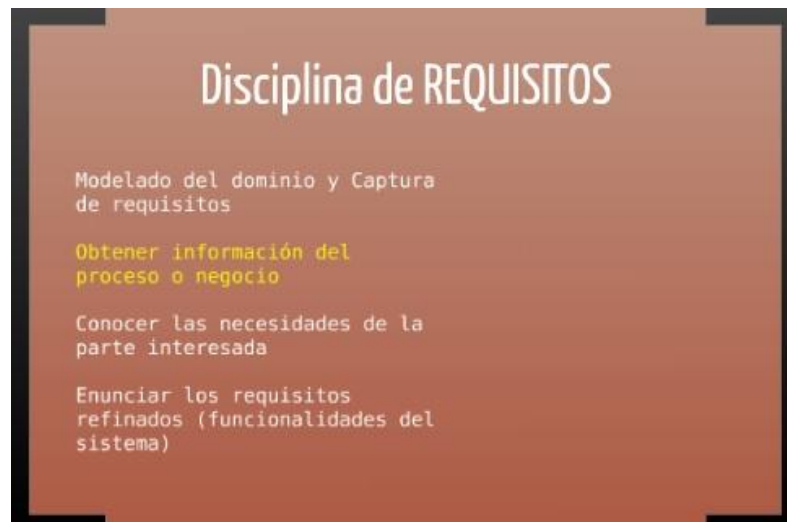 Disciplina de REQUISITOS
Modelado del dominio y Captura
de requisitos
Obtener información del
proceso o negocio
Conocer las necesidades de la
parte interesada
Enunciar los requisitos
refinados (funcionalidades del
sistema)